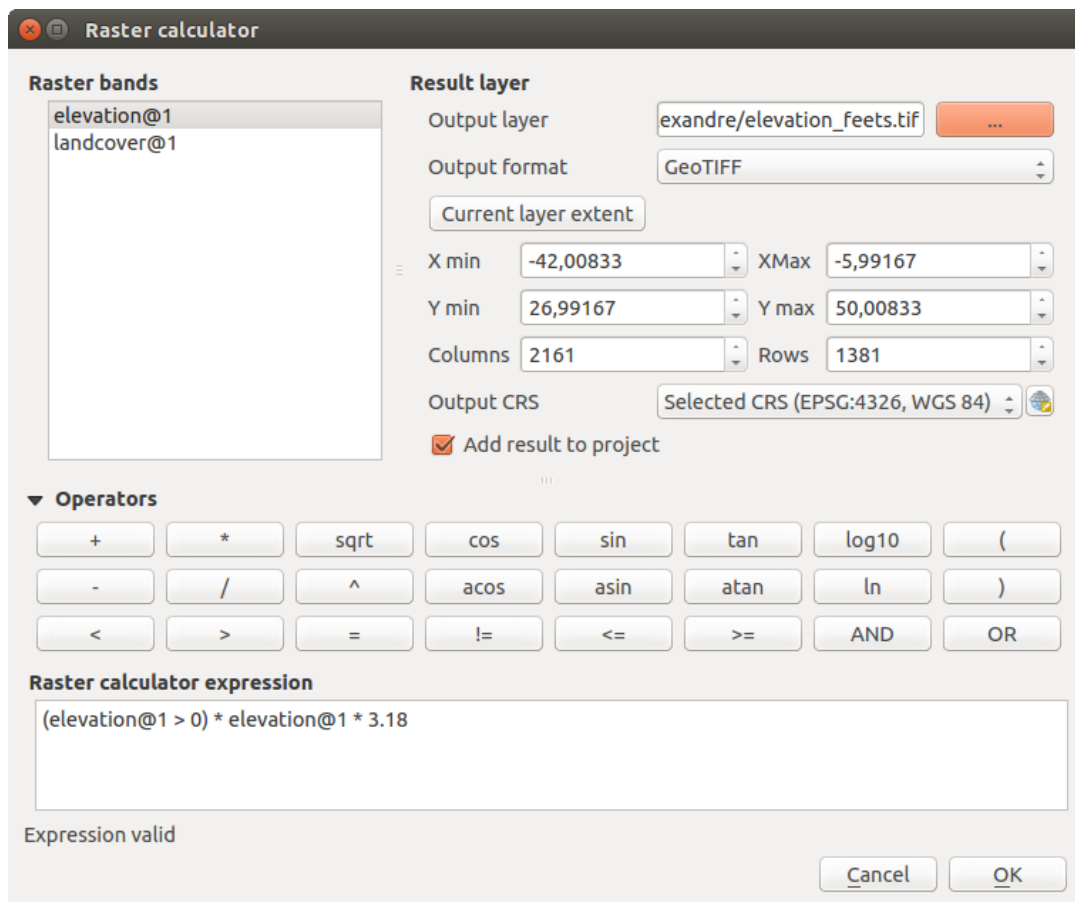 Raster calculator
Raster bands
elevation@1
landcover@1
Result layer
Output layer exandre/elevation_feets.tif ...
Output format GeoTIFF
Current layer extent
X min -42,00833 XMax -5,99167
Y min 26,99167 Y max 50,00833
Columns 2161 Rows 1381
Output CRS Selected CRS (EPSG:4326, WGS 84)
Add result to project
Operators
+ * sqrt cos sin tan log10 (
- / ^ acos asin atan ln )
< > = != <= >= AND OR
Raster calculator expression
(elevation@1 > 0) * elevation@1 * 3.18
Expression valid
Cancel OK